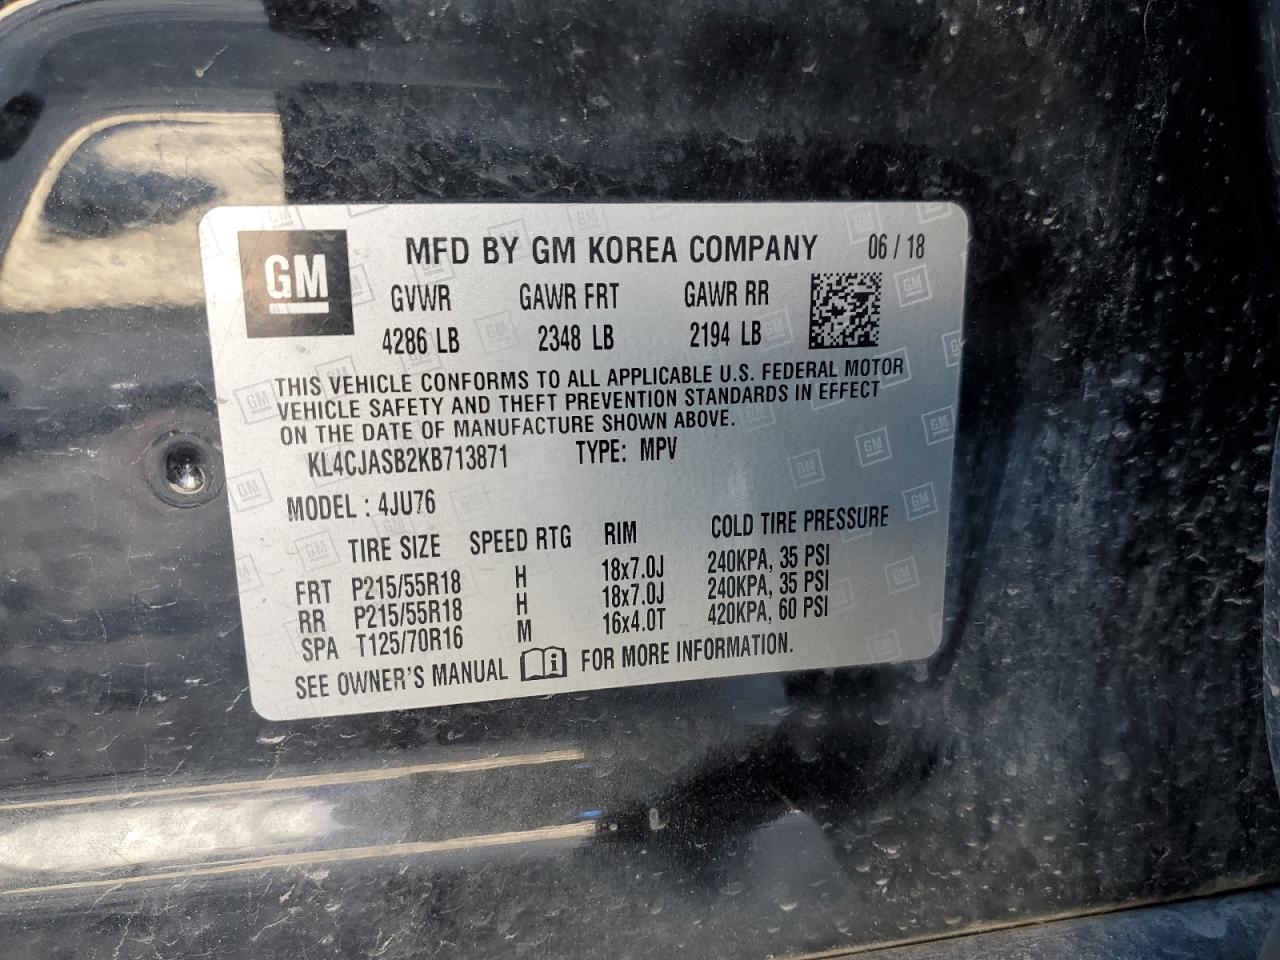 GM
MFD BY GM KOREA COMPANY 06 / 18
GVWR GAWR FRT GAWR RR
4286 LB 2348 LB 2194 LB
THIS VEHICLE CONFORMS TO ALL APPLICABLE U.S. FEDERAL MOTOR
VEHICLE SAFETY AND THEFT PREVENTION STANDARDS IN EFFECT
ON THE DATE OF MANUFACTURE SHOWN ABOVE.
KL4CJASB2KB713871 TYPE: MPV
MODEL : 4JU76
TIRE SIZE SPEED RTG RIM COLD TIRE PRESSURE
FRT P215/55R18 H 18x7.0J 240KPA, 35 PSI
RR P215/55R18 H 18x7.0J 240KPA, 35 PSI
SPA T125/70R16 M 16x4.0T 420KPA, 60 PSI
SEE OWNER'S MANUAL FOR MORE INFORMATION.